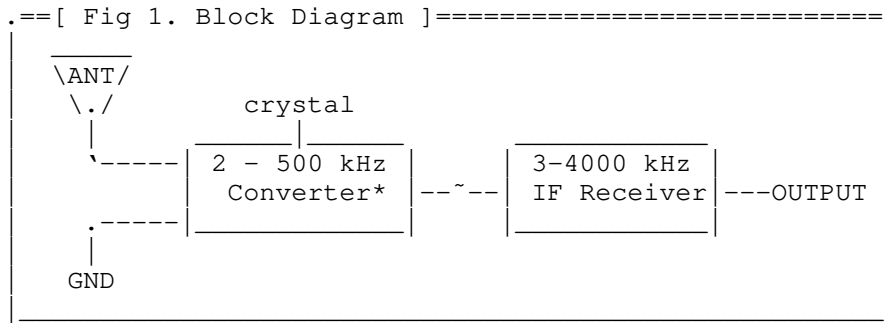 .==[ Fig 1. Block Diagram ]============================
\ANT/
\./ crystal
2 - 500 kHz 3-4000 kHz
Converter* --~-- IF Receiver ---OUTPUT
GND